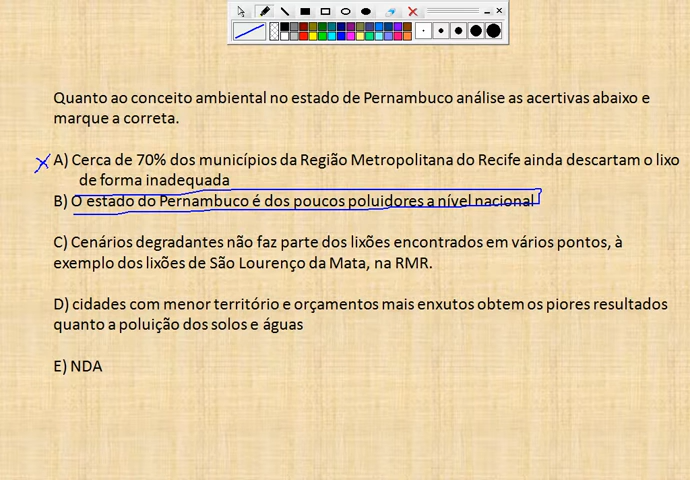 Quanto ao conceito ambiental no estado de Pernambuco análise as acertivas abaixo e
marque a correta.
A) Cerca de 70% dos municípios da Região Metropolitana do Recife ainda descartam o lixo
de forma inadequada
B) O estado do Pernambuco é dos poucos poluidores a nível nacional
C) Cenários degradantes não faz parte dos lixões encontrados em vários pontos, à
exemplo dos lixões de São Lourenço da Mata, na RMR.
D) cidades com menor território e orçamentos mais enxutos obtem os piores resultados
quanto a poluição dos solos e águas
E) NDA